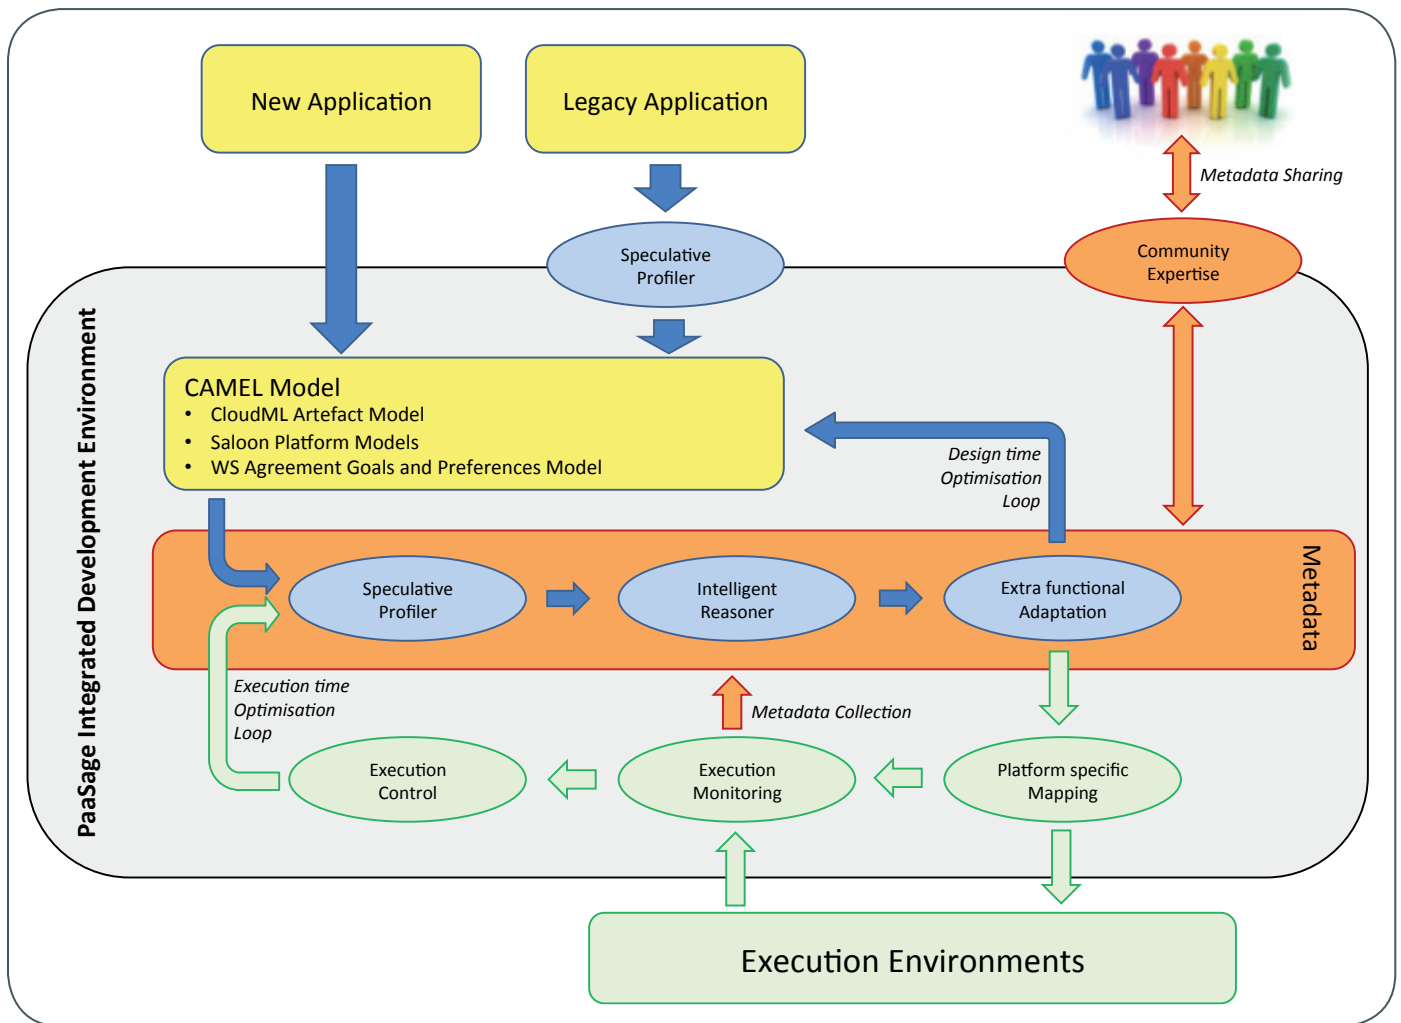 New Application
Legacy Application
Metadata Sharing
Speculative
Profiler
Community
Expertise
PaaSage Integrated Development Environment
CAMEL Model
• CloudML Artefact Model
• Saloon Platform Models
• WS Agreement Goals and Preferences Model
Design time
Optimisation
Loop
Speculative
Profiler
Intelligent
Reasoner
Extra functional
Adaptation
Metadata
Execution time
Optimisation
Loop
Metadata Collection
Execution
Control
Execution
Monitoring
Platform specific
Mapping
Execution Environments